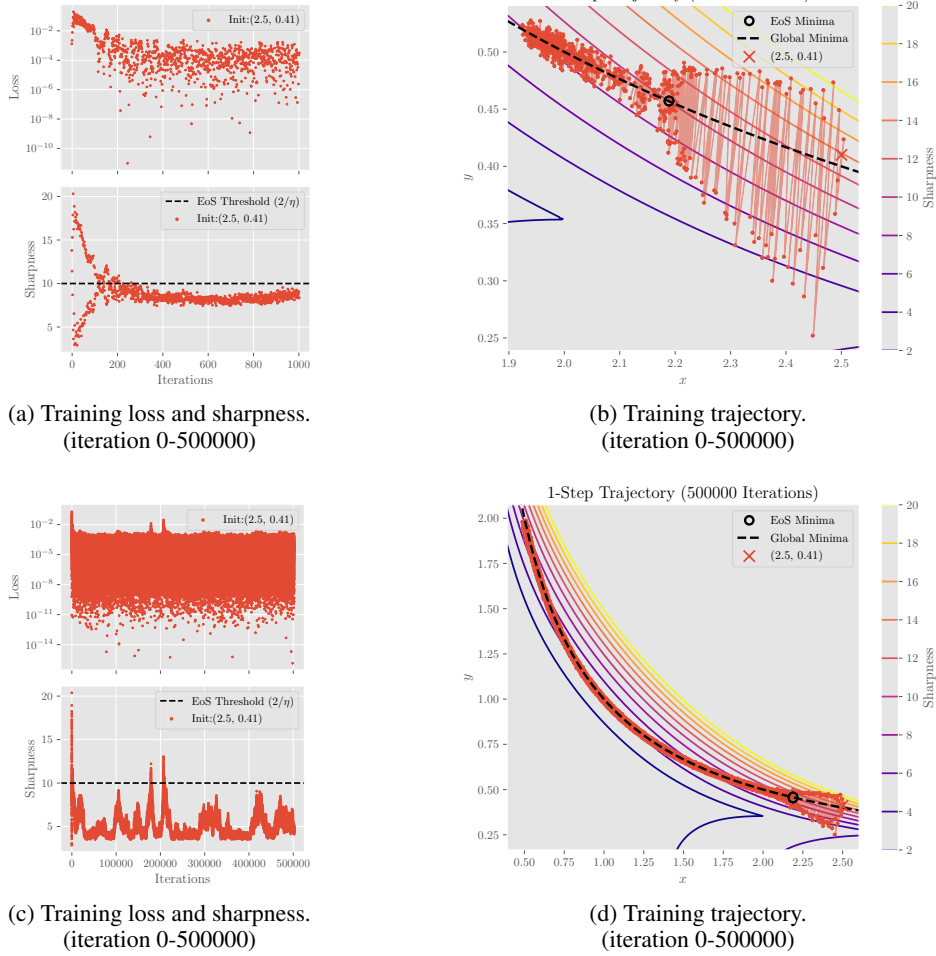 10^{-2}
10^{-4}
10^{-6}
10^{-8}
10^{-10}
Loss
Init:(2.5, 0.41)
20
15
10
5
Sharpness
EoS Threshold (2/η)
Init:(2.5, 0.41)
0 200 400 600 800 1000
Iterations
(a) Training loss and sharpness.
(iteration 0-500000)
0.50
0.45
0.40
0.35
0.30
0.25
y
EoS Minima
Global Minima
(2.5, 0.41)
1.9 2.0 2.1 2.2 2.3 2.4 2.5
x
20
18
16
14
12
10
8
6
4
2
Sharpness
(b) Training trajectory.
(iteration 0-500000)
10^{-2}
10^{-5}
10^{-8}
10^{-11}
10^{-14}
Loss
Init:(2.5, 0.41)
20
15
10
5
Sharpness
EoS Threshold (2/η)
Init:(2.5, 0.41)
0 100000 200000 300000 400000 500000
Iterations
(c) Training loss and sharpness.
(iteration 0-500000)
1-Step Trajectory (500000 Iterations)
2.00
1.75
1.50
1.25
1.00
0.75
0.50
0.25
y
EoS Minima
Global Minima
(2.5, 0.41)
0.50 0.75 1.00 1.25 1.50 1.75 2.00 2.25 2.50
x
20
18
16
14
12
10
8
6
4
2
Sharpness
(d) Training trajectory.
(iteration 0-500000)